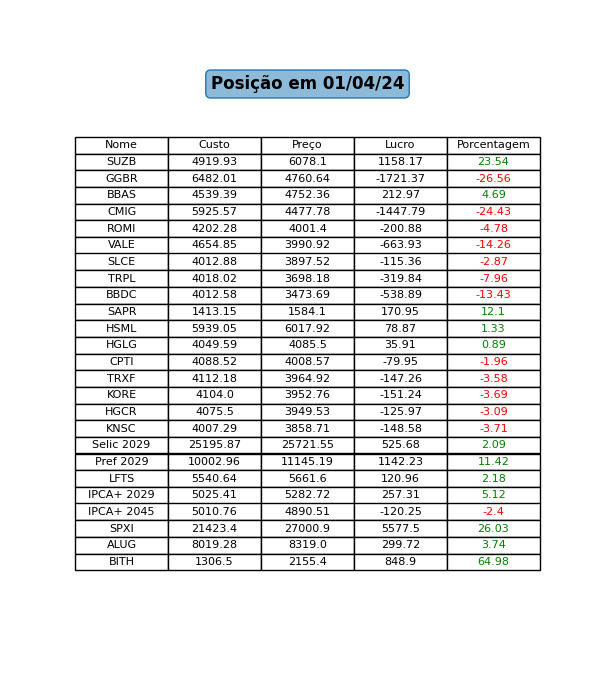 Posição em 01/04/24
Nome Custo Preço Lucro Porcentagem
SUZB 4919.93 6078.1 1158.17 23.54
GGBR 6482.01 4760.64 -1721.37 -26.56
BBAS 4539.39 4752.36 212.97 4.69
CMIG 5925.57 4477.78 -1447.79 -24.43
ROMI 4202.28 4001.4 -200.88 -4.78
VALE 4654.85 3990.92 -663.93 -14.26
SLCE 4012.88 3897.52 -115.36 -2.87
TRPL 4018.02 3698.18 -319.84 -7.96
BBDC 4012.58 3473.69 -538.89 -13.43
SAPR 1413.15 1584.1 170.95 12.1
HSML 5939.05 6017.92 78.87 1.33
HGLG 4049.59 4085.5 35.91 0.89
CPTI 4088.52 4008.57 -79.95 -1.96
TRXF 4112.18 3964.92 -147.26 -3.58
KORE 4104.0 3952.76 -151.24 -3.69
HGCR 4075.5 3949.53 -125.97 -3.09
KNSC 4007.29 3858.71 -148.58 -3.71
Selic 2029 25195.87 25721.55 525.68 2.09
Pref 2029 10002.96 11145.19 1142.23 11.42
LFTS 5540.64 5661.6 120.96 2.18
IPCA+ 2029 5025.41 5282.72 257.31 5.12
IPCA+ 2045 5010.76 4890.51 -120.25 -2.4
SPXI 21423.4 27000.9 5577.5 26.03
ALUG 8019.28 8319.0 299.72 3.74
BITH 1306.5 2155.4 848.9 64.98